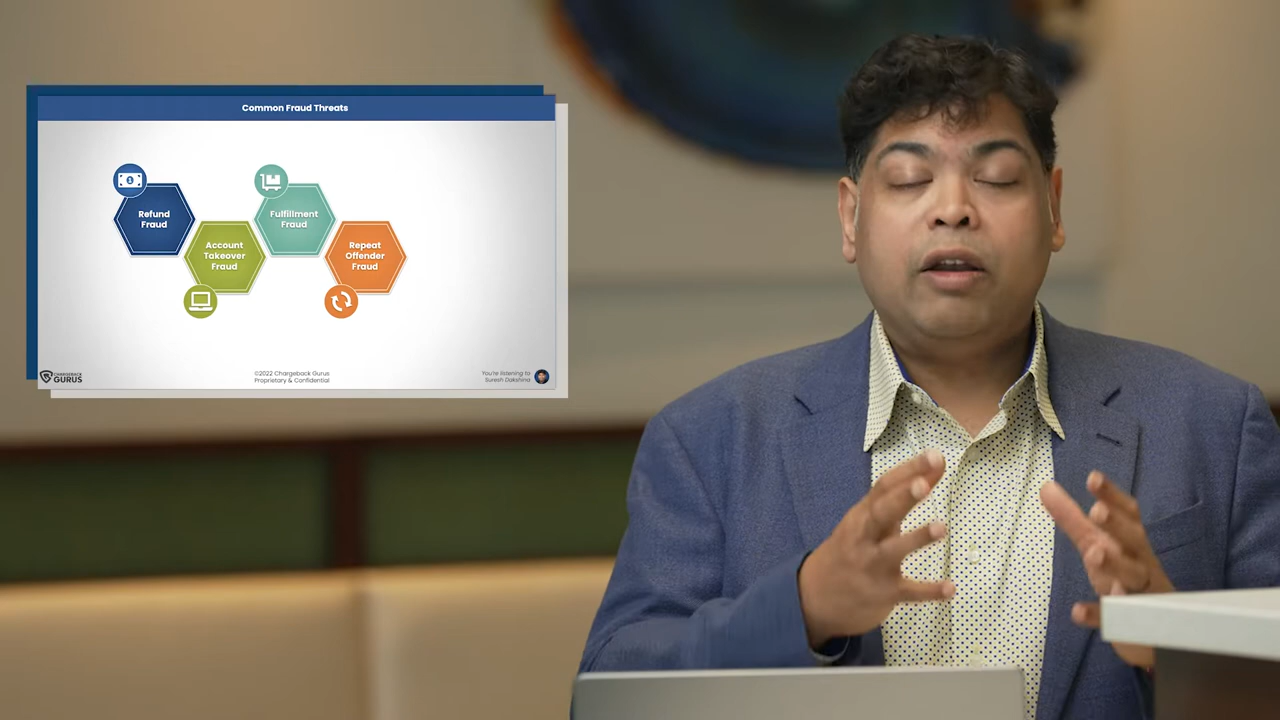 Common Fraud Threats
Refund
Fraud
Account
Takeover
Fraud
Fulfillment
Fraud
Repeat
Offender
Fraud
CHARGEBACK
GURUS
©2022 Chargeback Gurus
Proprietary & Confidential
You're listening to
Suresh Dakshina